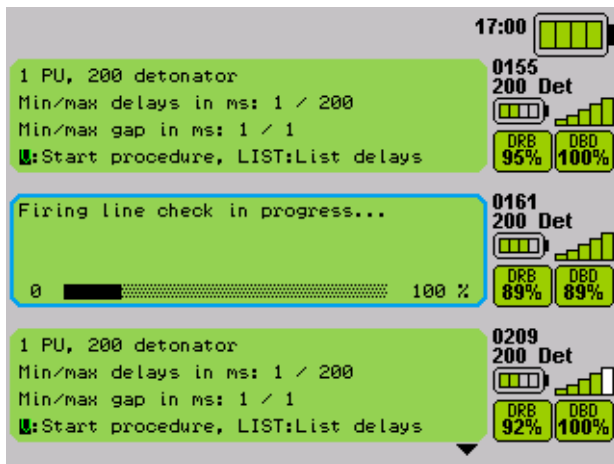 17:00
1 PU, 200 detonator
Min/max delays in ms: 1 / 200
Min/max gap in ms: 1 / 1
:Start procedure, LIST:List delays
0155
200 Det
DRB DBD
95% 100%
Firing line check in progress...
0 100 %
0161
200 Det
DRB DBD
89% 89%
1 PU, 200 detonator
Min/max delays in ms: 1 / 200
Min/max gap in ms: 1 / 1
:Start procedure, LIST:List delays
0209
200 Det
DRB DBD
92% 100%